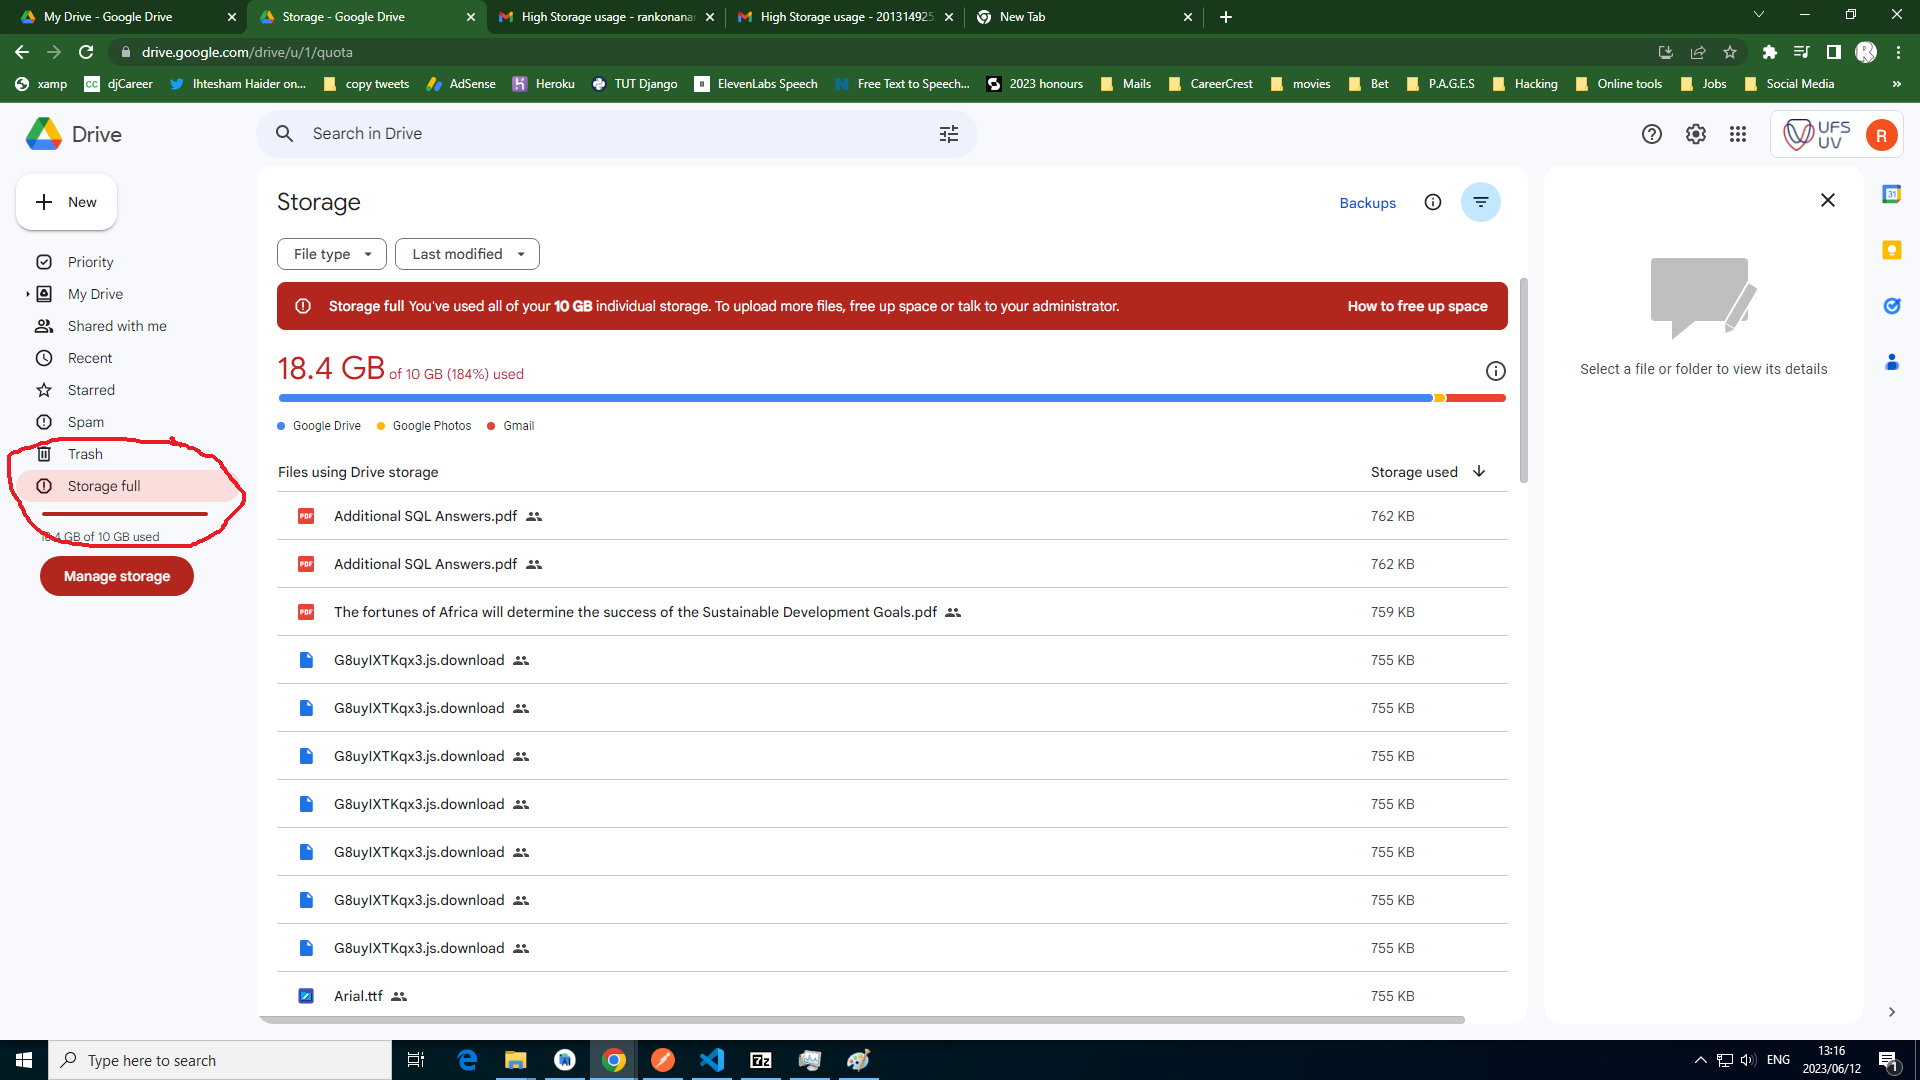 My Drive - Google Drive
Storage - Google Drive
High Storage usage - rankonanar
High Storage usage - 201314925
New Tab
drive.google.com/drive/u/1/quota
xamp
CC djCareer
Ihtesham Haider on...
copy tweets
AdSense
Heroku
TUT Django
ElevenLabs Speech
Free Text to Speech...
2023 honours
Mails
CareerCrest
movies
Bet
P.A.G.E.S
Hacking
Online tools
Jobs
Social Media
»
Drive
Search in Drive
UFS
UV
R
New
Priority
My Drive
Shared with me
Recent
Starred
Spam
Trash
Storage full
18.4 GB of 10 GB used
Manage storage
Storage
Backups
File type
Last modified
Storage full You've used all of your 10 GB individual storage. To upload more files, free up space or talk to your administrator.
How to free up space
18.4 GB of 10 GB (184%) used
Google Drive
Google Photos
Gmail
Files using Drive storage
Storage used
PDF Additional SQL Answers.pdf 762 KB
PDF Additional SQL Answers.pdf 762 KB
PDF The fortunes of Africa will determine the success of the Sustainable Development Goals.pdf 759 KB
G8uyIXTKqx3.js.download 755 KB
G8uyIXTKqx3.js.download 755 KB
G8uyIXTKqx3.js.download 755 KB
G8uyIXTKqx3.js.download 755 KB
G8uyIXTKqx3.js.download 755 KB
G8uyIXTKqx3.js.download 755 KB
G8uyIXTKqx3.js.download 755 KB
Arial.ttf 755 KB
Select a file or folder to view its details
31
Type here to search
7z
ENG
13:16
2023/06/12
1